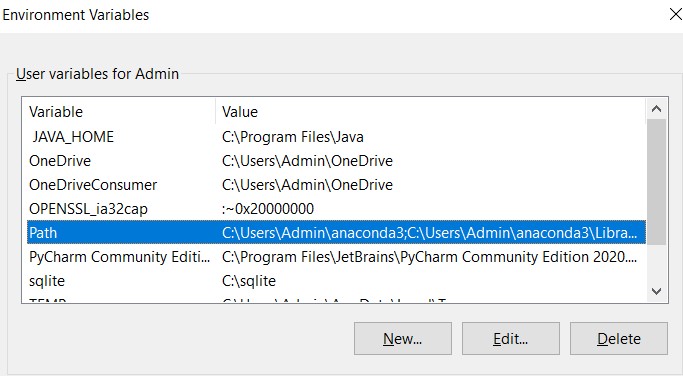 Environment Variables
User variables for Admin
Variable Value
JAVA_HOME C:\Program Files\Java
OneDrive C:\Users\Admin\OneDrive
OneDriveConsumer C:\Users\Admin\OneDrive
OPENSSL_ia32cap :~0x20000000
Path C:\Users\Admin\anaconda3;C:\Users\Admin\anaconda3\Libra...
PyCharm Community Editi... C:\Program Files\JetBrains\PyCharm Community Edition 2020....
sqlite C:\sqlite
New... Edit... Delete